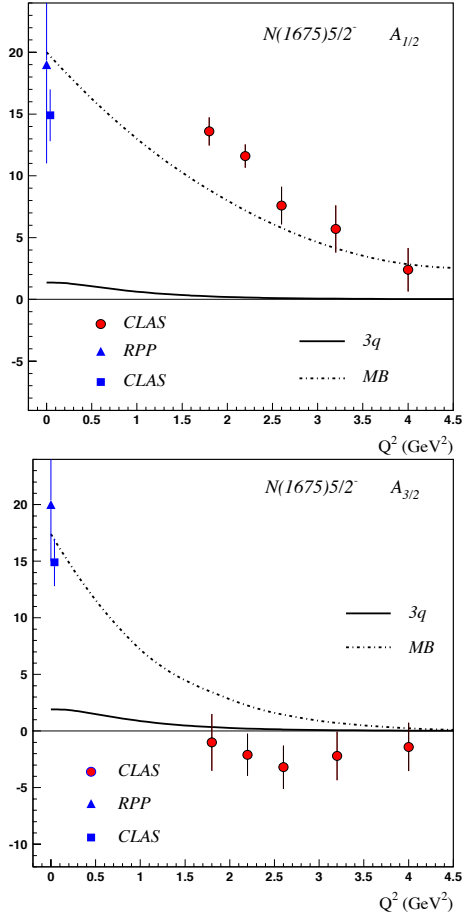 N(1675)5/2⁻ A₁/₂
20
15
10
5
0
-5
CLAS
RPP
CLAS
3q
MB
0 0.5 1 1.5 2 2.5 3 3.5 4 4.5
Q² (GeV²)
N(1675)5/2⁻ A₃/₂
20
15
10
5
0
-5
-10
3q
MB
CLAS
RPP
CLAS
0 0.5 1 1.5 2 2.5 3 3.5 4 4.5
Q² (GeV²)